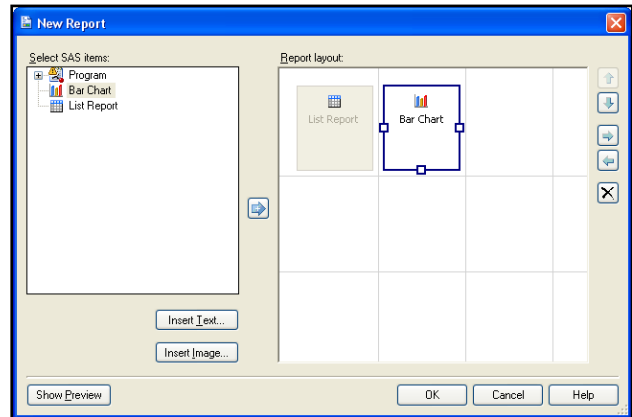 New Report
Select SAS items:
Report layout:
Program
Bar Chart
List Report
List Report
Bar Chart
Insert Text...
Insert Image...
Show Preview
OK
Cancel
Help